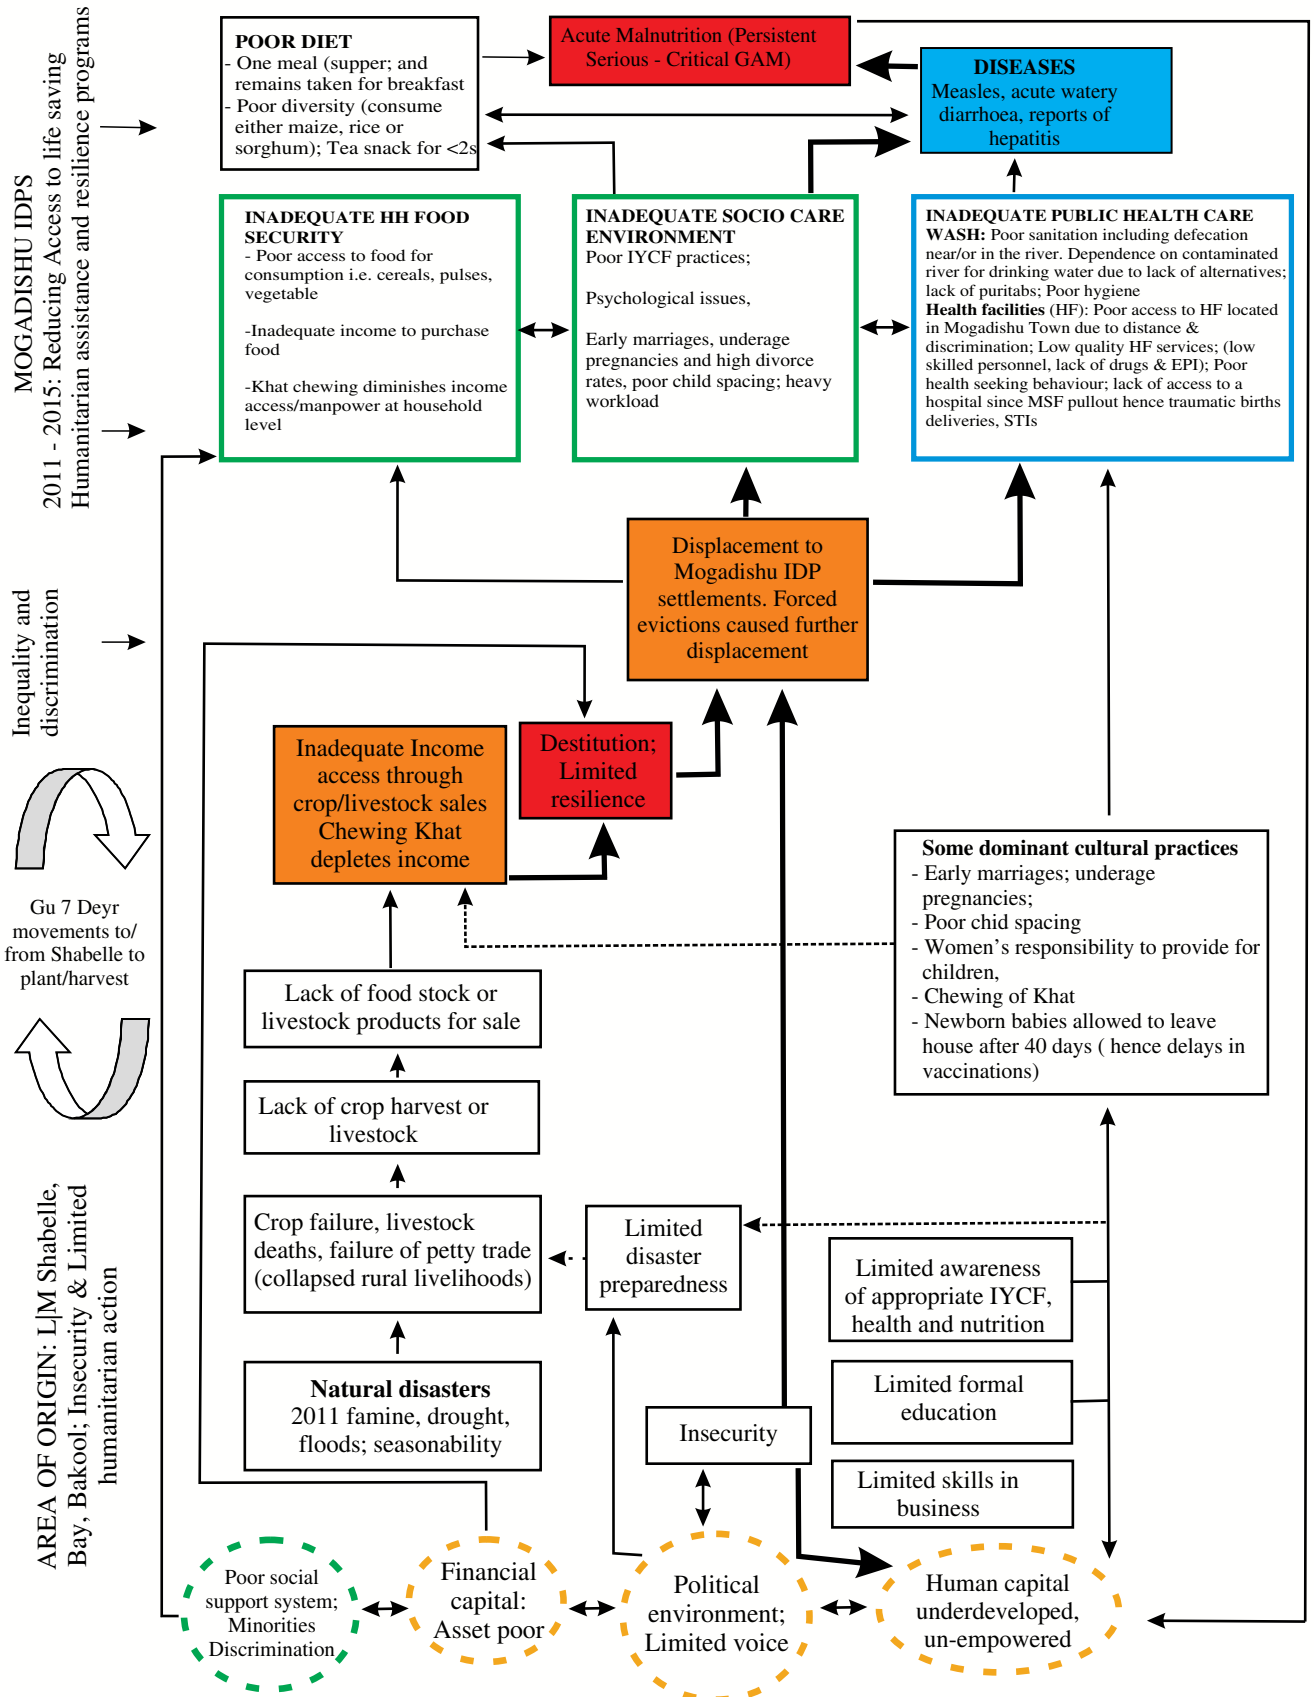 MOGADISHU IDPS
2011 - 2015: Reducing Access to life saving
Humanitarian assistance and resilience programs
POOR DIET
- One meal (supper; and
remains taken for breakfast
- Poor diversity (consume
either maize, rice or
sorghum); Tea snack for <2s
Acute Malnutrition (Persistent
Serious - Critical GAM)
DISEASES
Measles, acute watery
diarrhoea, reports of
hepatitis
INADEQUATE HH FOOD
SECURITY
- Poor access to food for
consumption i.e. cereals, pulses,
vegetable
-Inadequate income to purchase
food
-Khat chewing diminishes income
access/manpower at household
level
INADEQUATE SOCIO CARE
ENVIRONMENT
Poor IYCF practices;
Psychological issues,
Early marriages, underage
pregnancies and high divorce
rates, poor child spacing; heavy
workload
INADEQUATE PUBLIC HEALTH CARE
WASH: Poor sanitation including defecation
near/or in the river. Dependence on contaminated
river for drinking water due to lack of alternatives;
lack of puritabs; Poor hygiene
Health facilities (HF): Poor access to HF located
in Mogadishu Town due to distance &
discrimination; Low quality HF services; (low
skilled personnel, lack of drugs & EPI); Poor
health seeking behaviour; lack of access to a
hospital since MSF pullout hence traumatic births
deliveries, STIs
Inequality and
discrimination
Displacement to
Mogadishu IDP
settlements. Forced
evictions caused further
displacement
Inadequate Income
access through
crop/livestock sales
Chewing Khat
depletes income
Destitution;
Limited
resilience
Some dominant cultural practices
- Early marriages; underage
pregnancies;
- Poor chid spacing
- Women's responsibility to provide for
children,
- Chewing of Khat
- Newborn babies allowed to leave
house after 40 days ( hence delays in
vaccinations)
Gu 7 Deyr
movements to/
from Shabelle to
plant/harvest
Lack of food stock or
livestock products for sale
Lack of crop harvest or
livestock
AREA OF ORIGIN: L|M Shabelle,
Bay, Bakool; Insecurity & Limited
humanitarian action
Crop failure, livestock
deaths, failure of petty trade
(collapsed rural livelihoods)
Limited
disaster
preparedness
Limited awareness
of appropriate IYCF,
health and nutrition
Natural disasters
2011 famine, drought,
floods; seasonability
Limited formal
education
Insecurity
Limited skills in
business
Poor social
support system;
Minorities
Discrimination
Financial
capital:
Asset poor
Political
environment;
Limited voice
Human capital
underdeveloped,
un-empowered